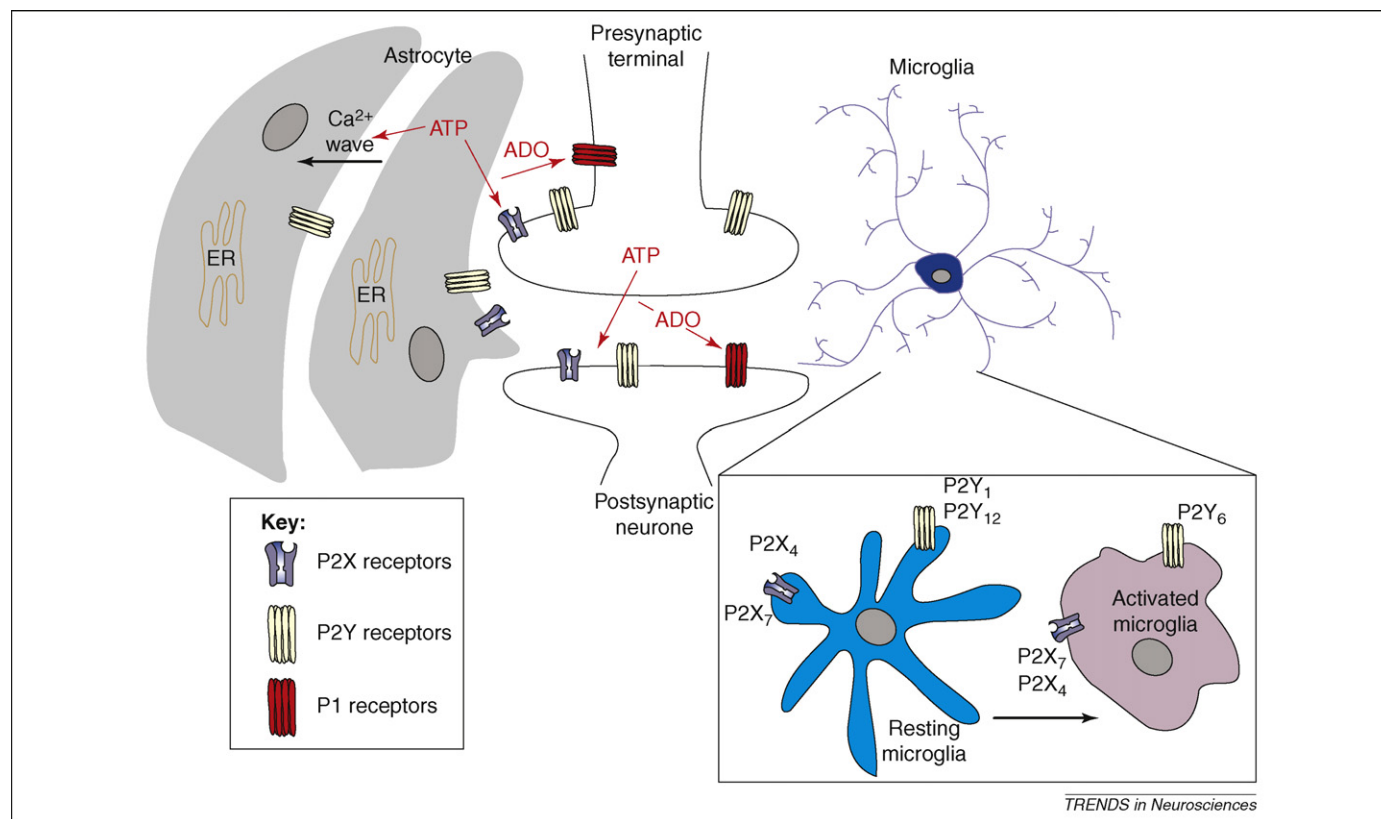 Presynaptic
terminal
Astrocyte
Microglia
Ca²⁺
wave
ATP
ADO
ER
ER
ATP
ADO
Postsynaptic
neurone
Key:
P2X receptors
P2Y receptors
P1 receptors
P2Y₁
P2Y₁₂
P2X₄
P2X₇
Resting
microglia
P2Y₆
Activated
microglia
P2X₇
P2X₄
TRENDS in Neurosciences